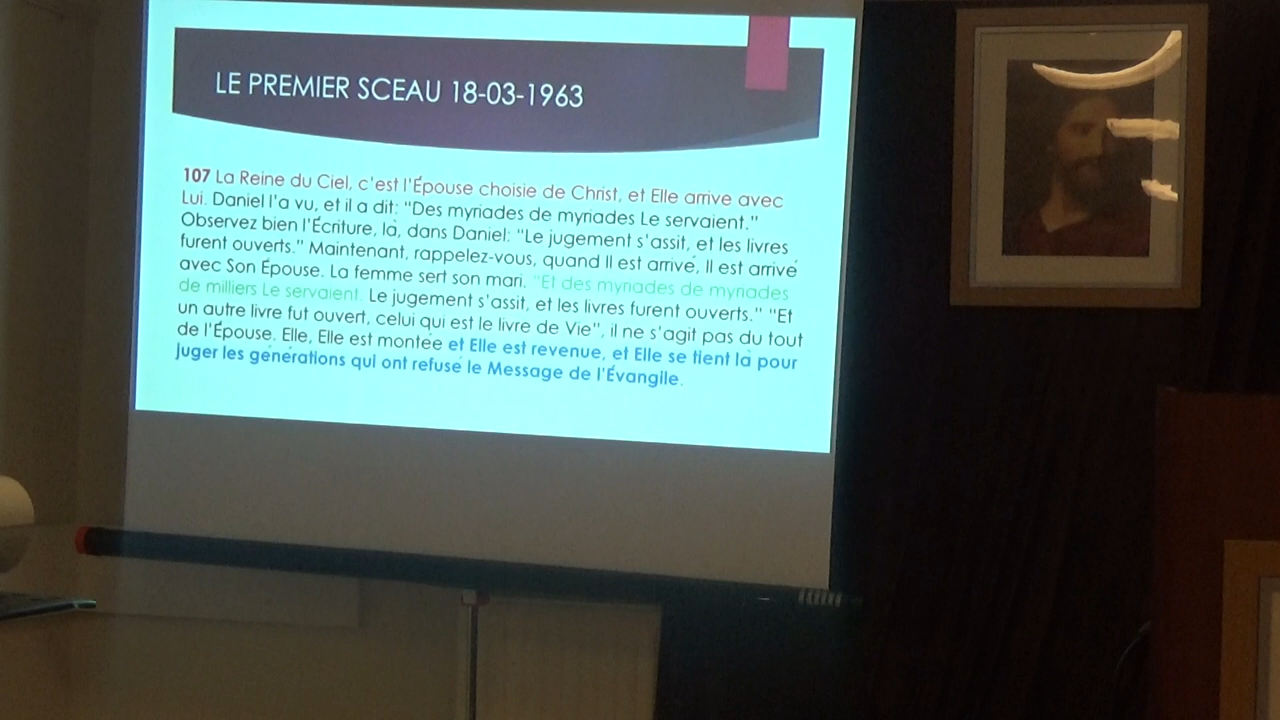 LE PREMIER SCEAU 18-03-1963
107 La Reine du Ciel, c'est l'Épouse choisie de Christ, et Elle arrive avec
Lui. Daniel l'a vu, et il a dit: "Des myriades de myriades Le servaient."
Observez bien l'Écriture, là, dans Daniel: "Le jugement s'assit, et les livres
furent ouverts." Maintenant, rappelez-vous, quand Il est arrivé, Il est arrivé
avec Son Épouse. La femme sert son mari. "Et des myriades de myriades
de milliers Le servaient. Le jugement s'assit, et les livres furent ouverts." "Et
un autre livre fut ouvert, celui qui est le livre de Vie", il ne s'agit pas du tout
de l'Épouse. Elle, Elle est montée et Elle est revenue, et Elle se tient là pour
juger les générations qui ont refusé le Message de l'Évangile.